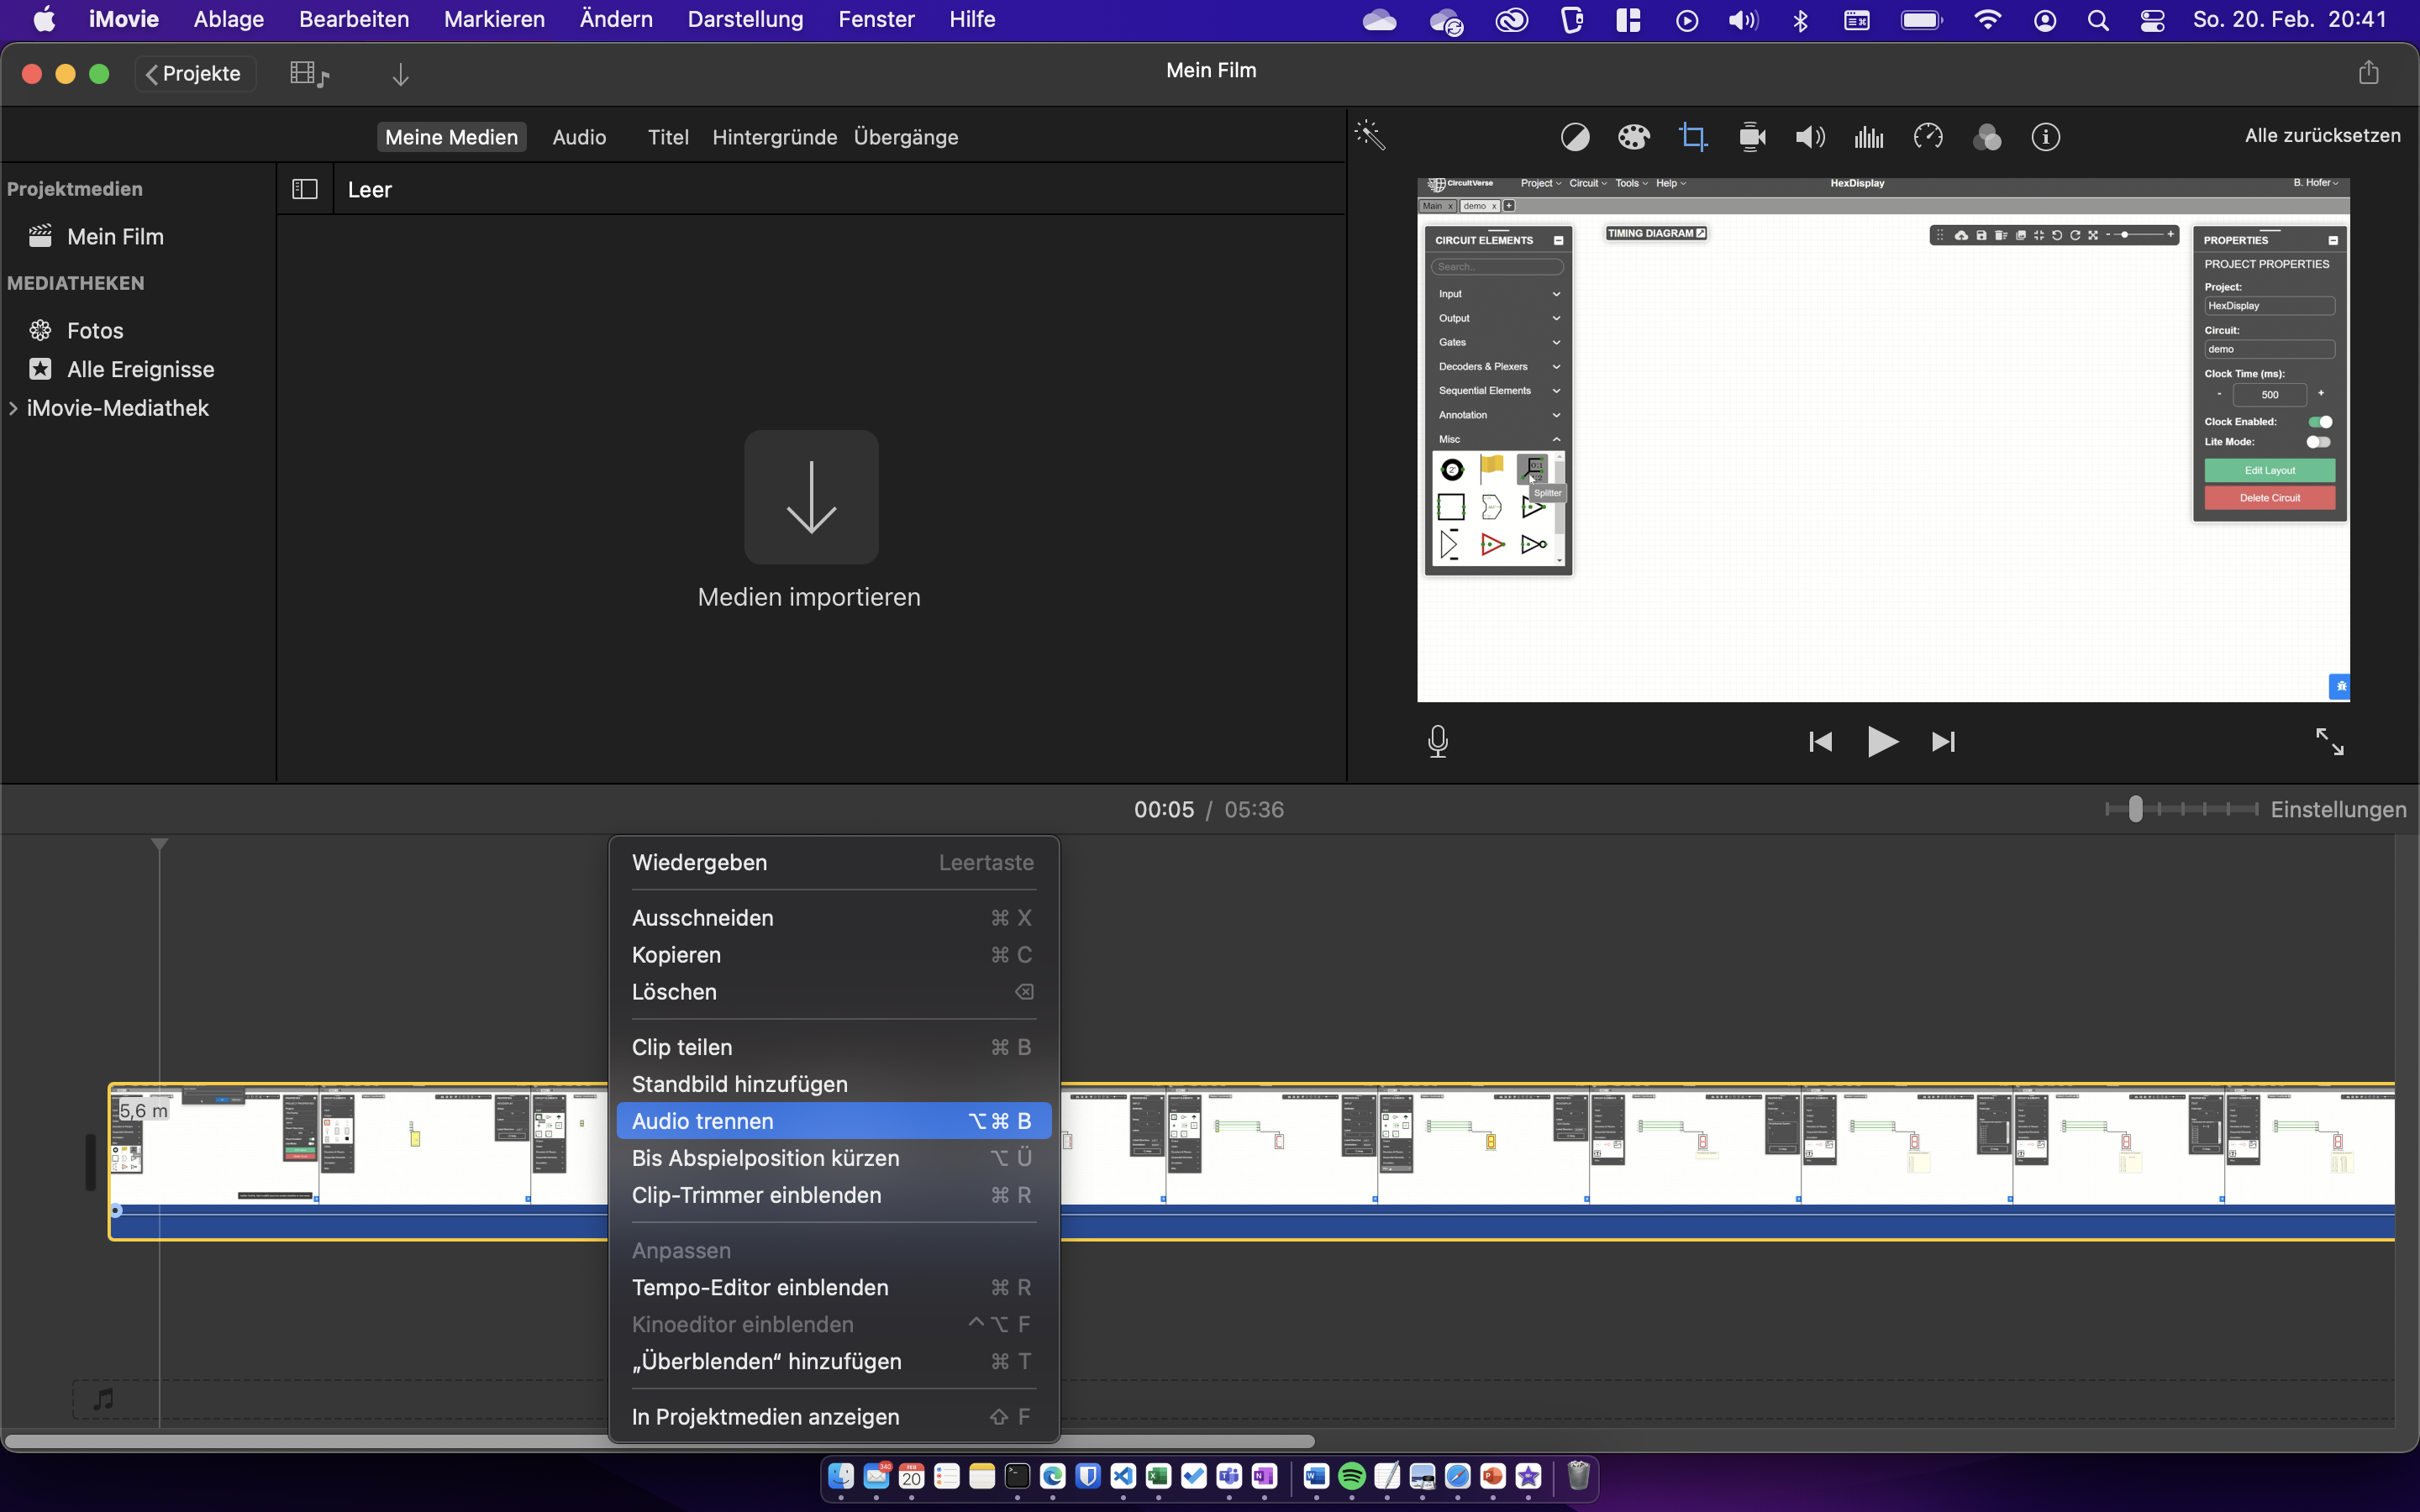 iMovie Ablage Bearbeiten Markieren Ändern Darstellung Fenster Hilfe So. 20. Feb. 20:41
Projekte Mein Film
Meine Medien Audio Titel Hintergründe Übergänge Alle zurücksetzen
Projektmedien
Leer
Mein Film
MEDIATHEKEN
Fotos
Alle Ereignisse
iMovie-Mediathek
Medien importieren
CircuitVerse Project Circuit Tools Help HexDisplay B. Hofer
Main x demo x +
CIRCUIT ELEMENTS
TIMING DIAGRAM
Search..
Input
Output
Gates
Decoders & Plexers
Sequential Elements
Annotation
Misc
Splitter
PROPERTIES
PROJECT PROPERTIES
Project:
HexDisplay
Circuit:
demo
Clock Time (ms):
- 500 +
Clock Enabled:
Lite Mode:
Edit Layout
Delete Circuit
00:05 / 05:36 Einstellungen
5,6 m
Wiedergeben Leertaste
Ausschneiden ⌘ X
Kopieren ⌘ C
Löschen ⌫
Clip teilen ⌘ B
Standbild hinzufügen
Audio trennen ⌥⌘ B
Bis Abspielposition kürzen ⌥ Ü
Clip-Trimmer einblenden ⌘ R
Anpassen
Tempo-Editor einblenden ⌘ R
Kinoeditor einblenden ^⌥ F
„Überblenden“ hinzufügen ⌘ T
In Projektmedien anzeigen ⇧ F
340
FEB
20